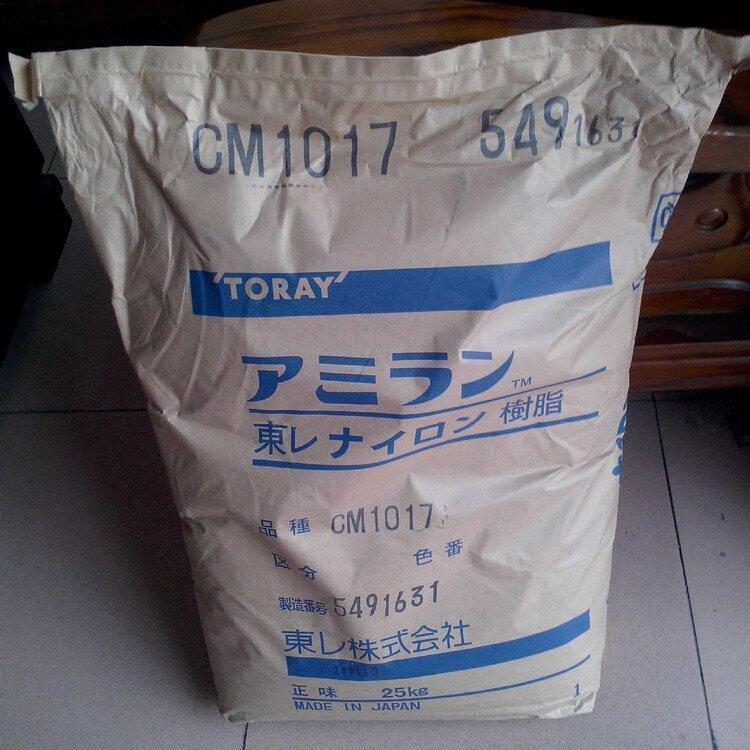 CM1017 5491631
TORAY
アミラン™
東レ ナイロン 樹脂
品種 CM1017
区分 色番
製造番号 5491631
東レ株式会社
正味 25kg 1
MADE IN JAPAN